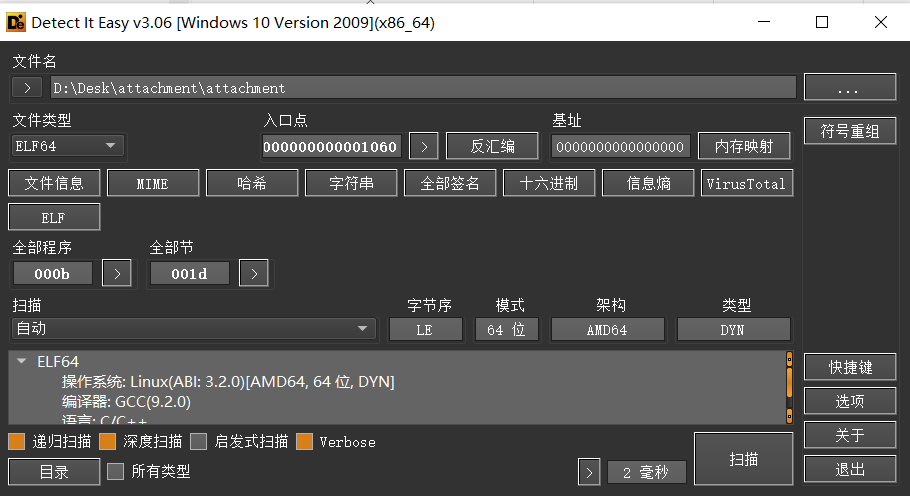 Detect It Easy v3.06 [Windows 10 Version 2009](x86_64)
文件名
> D:\Desk\attachment\attachment ...
文件类型 入口点 基址
ELF64 000000000001060 > 反汇编 0000000000000000 内存映射 符号重组
文件信息 MIME 哈希 字符串 全部签名 十六进制 信息熵 VirusTotal
ELF
全部程序 全部节
000b > 001d >
扫描 字节序 模式 架构 类型
自动 LE 64 位 AMD64 DYN
ELF64
操作系统: Linux(ABI: 3.2.0)[AMD64, 64 位, DYN]
编译器: GCC(9.2.0)
语言: C/C++
快捷键
选项
关于
退出
递归扫描 深度扫描 启发式扫描 Verbose
目录 所有类型 > 2 毫秒 扫描